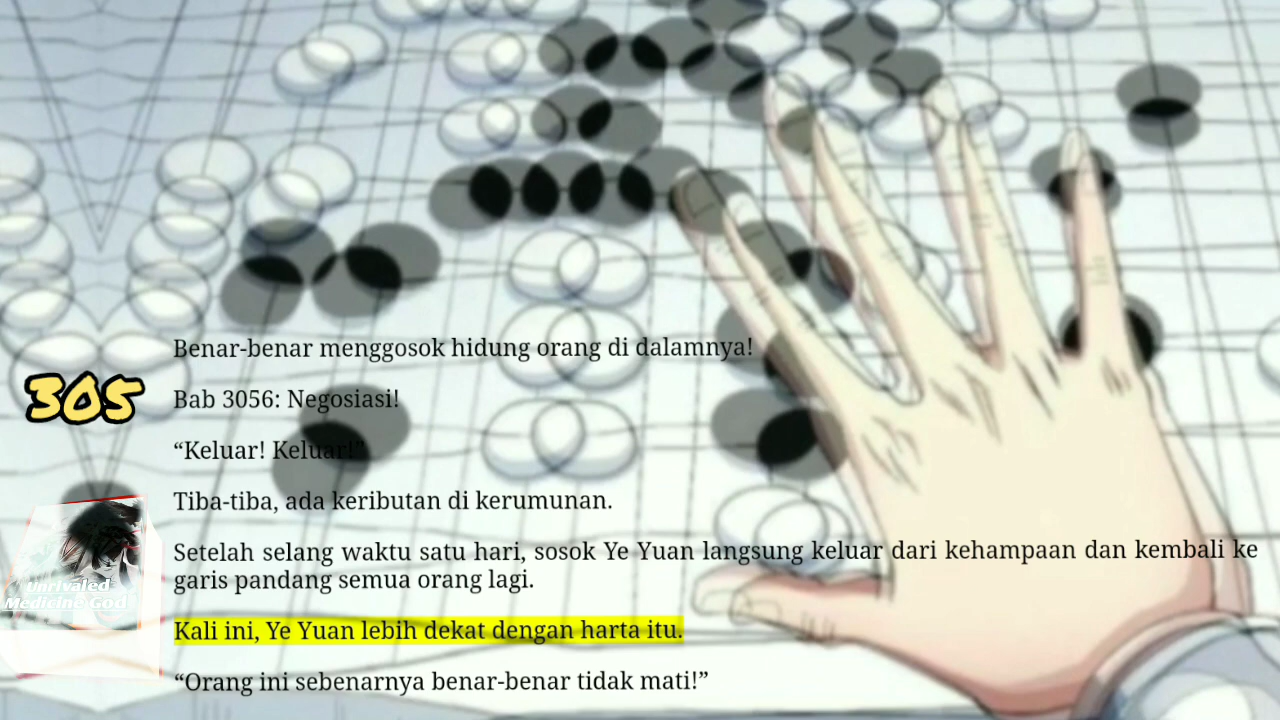 Benar-benar menggosok hidung orang di dalamnya!
305
Bab 3056: Negosiasi!
“Keluar! Keluar!”
Tiba-tiba, ada keributan di kerumunan.
Setelah selang waktu satu hari, sosok Ye Yuan langsung keluar dari kehampaan dan kembali ke
garis pandang semua orang lagi.
Unrivaled
Medicine God
Kali ini, Ye Yuan lebih dekat dengan harta itu.
“Orang ini sebenarnya benar-benar tidak mati!”